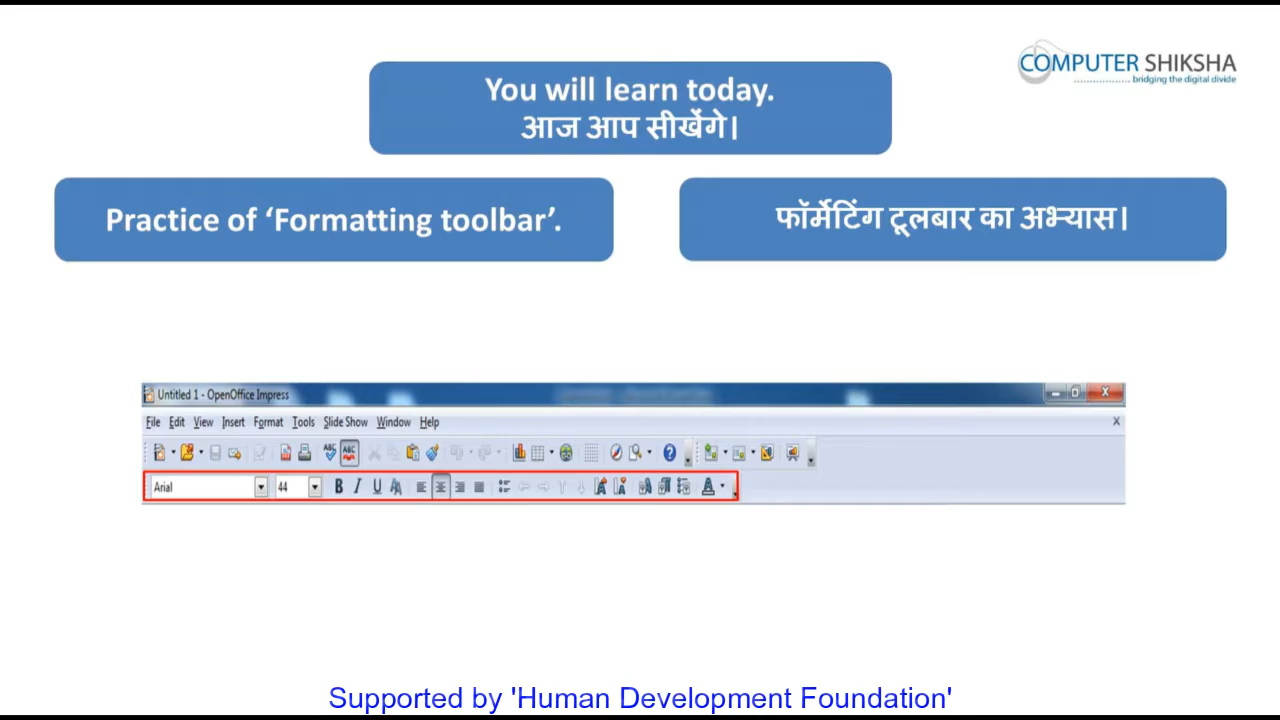 COMPUTER SHIKSHA
bridging the digital divide
You will learn today.
आज आप सीखेंगे।
Practice of ‘Formatting toolbar’.
फॉर्मेटिंग टूलबार का अभ्यास।
Untitled 1 - OpenOffice Impress
File Edit View Insert Format Tools Slide Show Window Help
Arial 44
Supported by 'Human Development Foundation'